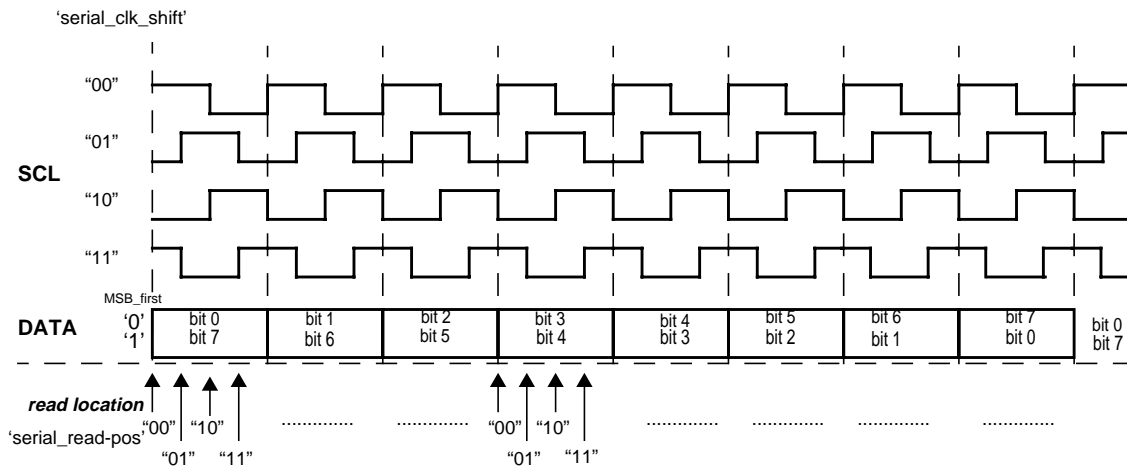 ‘serial_clk_shift’
“00”
“01”
SCL
“10”
“11”
MSB_first
DATA
‘0’ bit 0 bit 1 bit 2 bit 3 bit 4 bit 5 bit 6 bit 7 bit 0
‘1’ bit 7 bit 6 bit 5 bit 4 bit 3 bit 2 bit 1 bit 0 bit 7
read location
‘serial_read-pos’ “00” “10” ............. ............. “00” “10” ............. ............. ............. .............
“01” “11” “01” “11”